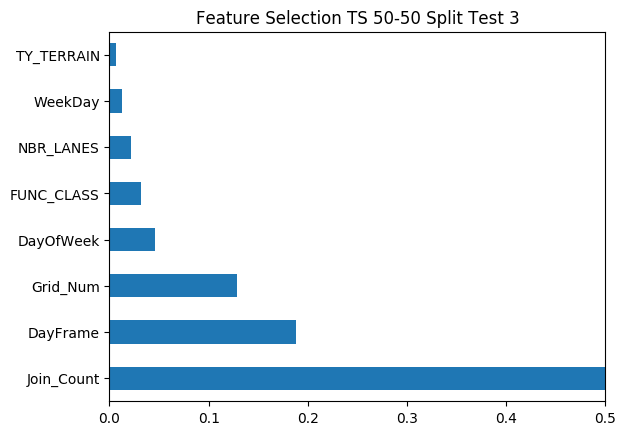 Feature Selection TS 50-50 Split Test 3
TY_TERRAIN
WeekDay
NBR_LANES
FUNC_CLASS
DayOfWeek
Grid_Num
DayFrame
Join_Count
0.0 0.1 0.2 0.3 0.4 0.5